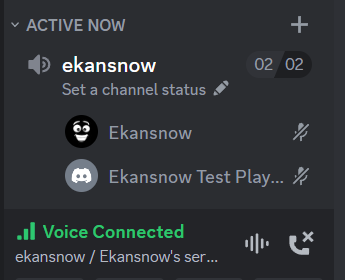 ACTIVE NOW
ekansnow 02 / 02
Set a channel status
Ekansnow
Ekansnow Test Play...
Voice Connected
ekansnow / Ekansnow's ser...